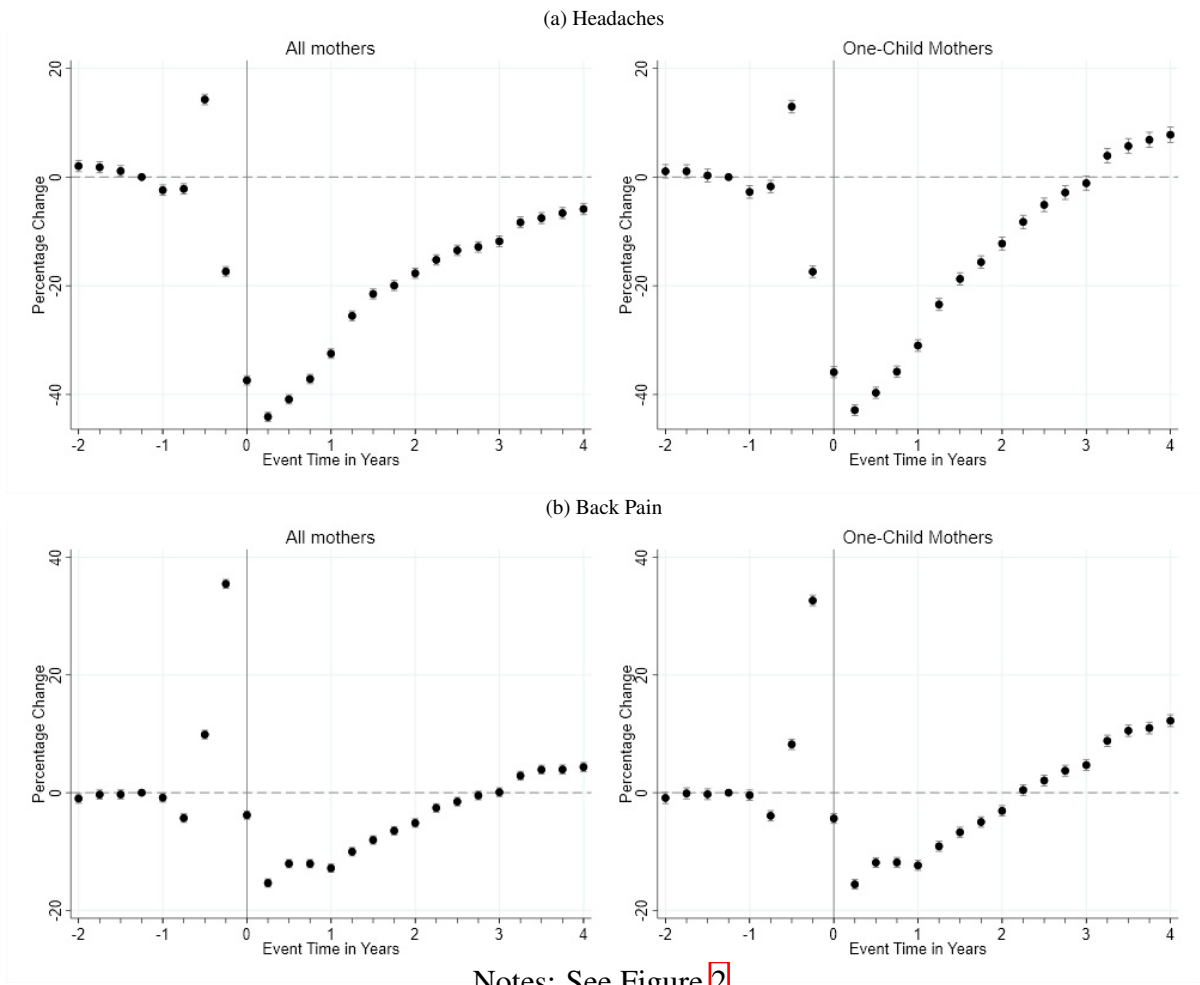 (a) Headaches
All mothers
Percentage Change
20
0
-20
-40
-2 -1 0 1 2 3 4
Event Time in Years
One-Child Mothers
Percentage Change
20
0
-20
-40
-2 -1 0 1 2 3 4
Event Time in Years
(b) Back Pain
All mothers
Percentage Change
40
20
0
-20
-2 -1 0 1 2 3 4
Event Time in Years
One-Child Mothers
Percentage Change
40
20
0
-20
-2 -1 0 1 2 3 4
Event Time in Years
Notes: See Figure 2